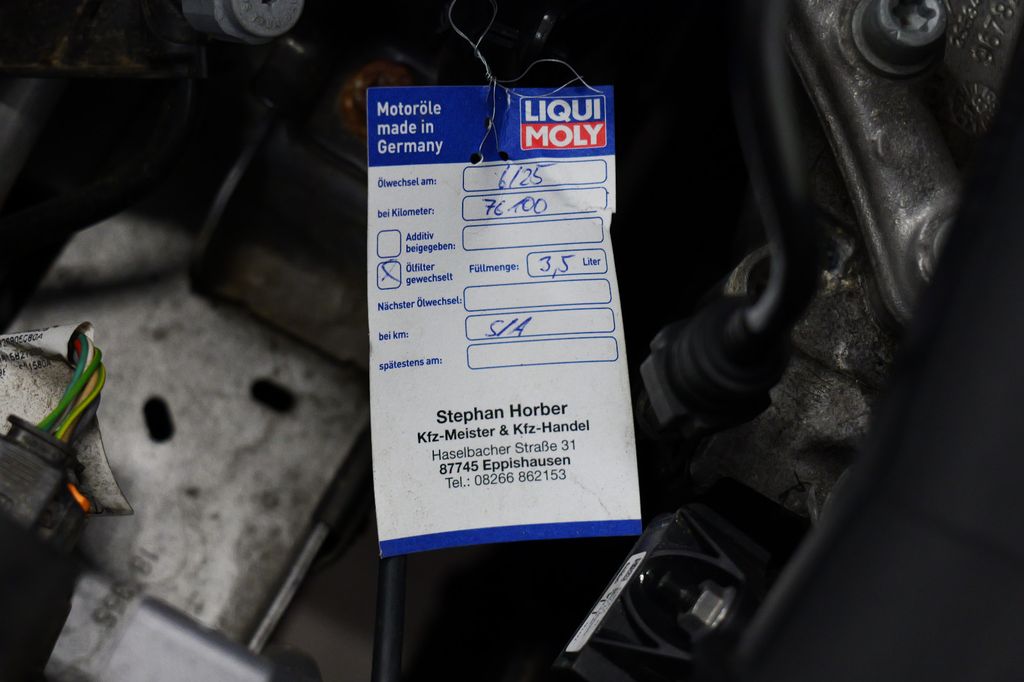 Motoröle
made in
Germany
LIQUI
MOLY
Ölwechsel am: 6/25
bei Kilometer: 76.100
Additiv
beigegeben:
Ölfilter
gewechselt
Füllmenge: 3,5 Liter
Nächster Ölwechsel:
bei km: S/A
spätestens am:
Stephan Horber
Kfz-Meister & Kfz-Handel
Haselbacher Straße 31
87745 Eppishausen
Tel.: 08266 862153